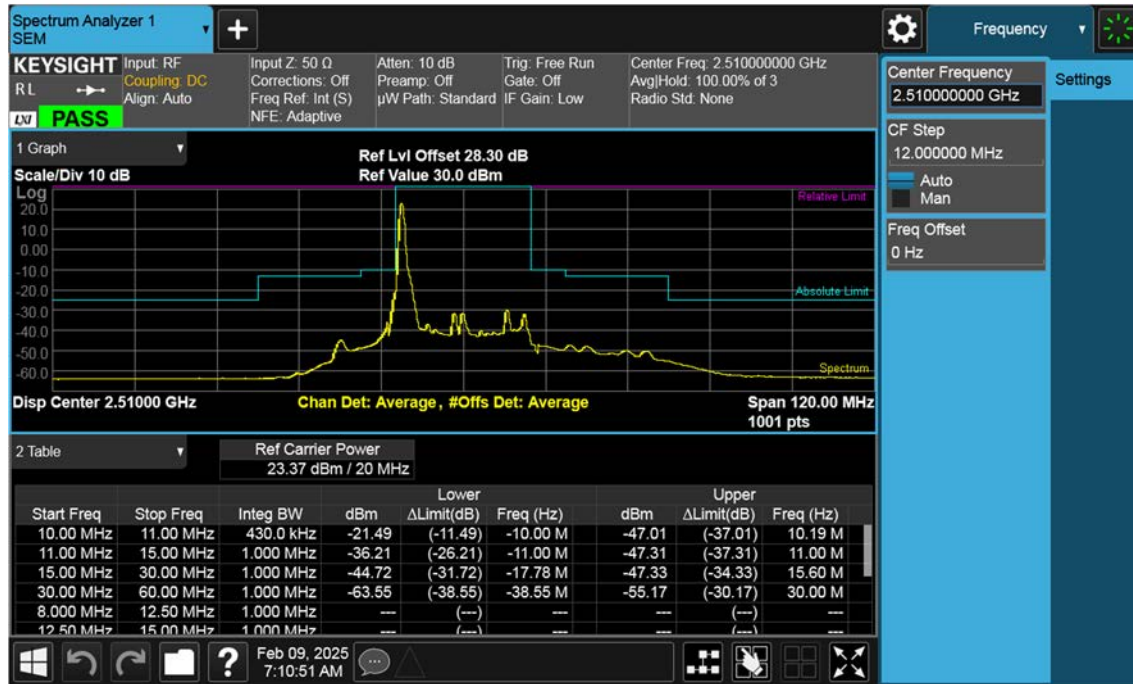 Spectrum Analyzer 1
SEM
+
Frequency
KEYSIGHT
RL
LXI PASS
Input: RF
Coupling: DC
Align: Auto
Input Z: 50 Ω
Corrections: Off
Freq Ref: Int (S)
NFE: Adaptive
Atten: 10 dB
Preamp: Off
µW Path: Standard
Trig: Free Run
Gate: Off
IF Gain: Low
Center Freq: 2.510000000 GHz
Avg|Hold: 100.00% of 3
Radio Std: None
Center Frequency
2.510000000 GHz
Settings
CF Step
12.000000 MHz
Auto
Man
Freq Offset
0 Hz
1 Graph
Scale/Div 10 dB
Ref Lvl Offset 28.30 dB
Ref Value 30.0 dBm
Log
Relative Limit
20.0
10.0
0.00
-10.0
-20.0
Absolute Limit
-30.0
-40.0
-50.0
-60.0
Spectrum
Disp Center 2.51000 GHz
Chan Det: Average, #Offs Det: Average
Span 120.00 MHz
1001 pts
2 Table
Ref Carrier Power
23.37 dBm / 20 MHz
Lower Upper
Start Freq Stop Freq Integ BW dBm ΔLimit(dB) Freq (Hz) dBm ΔLimit(dB) Freq (Hz)
10.00 MHz 11.00 MHz 430.0 kHz -21.49 (-11.49) -10.00 M -47.01 (-37.01) 10.19 M
11.00 MHz 15.00 MHz 1.000 MHz -36.21 (-26.21) -11.00 M -47.31 (-37.31) 11.00 M
15.00 MHz 30.00 MHz 1.000 MHz -44.72 (-31.72) -17.78 M -47.33 (-34.33) 15.60 M
30.00 MHz 60.00 MHz 1.000 MHz -63.55 (-38.55) -38.55 M -55.17 (-30.17) 30.00 M
8.000 MHz 12.50 MHz 1.000 MHz --- (---) --- (---) ---
12.50 MHz 15.00 MHz 1.000 MHz --- (---) --- (---) ---
?
Feb 09, 2025
7:10:51 AM